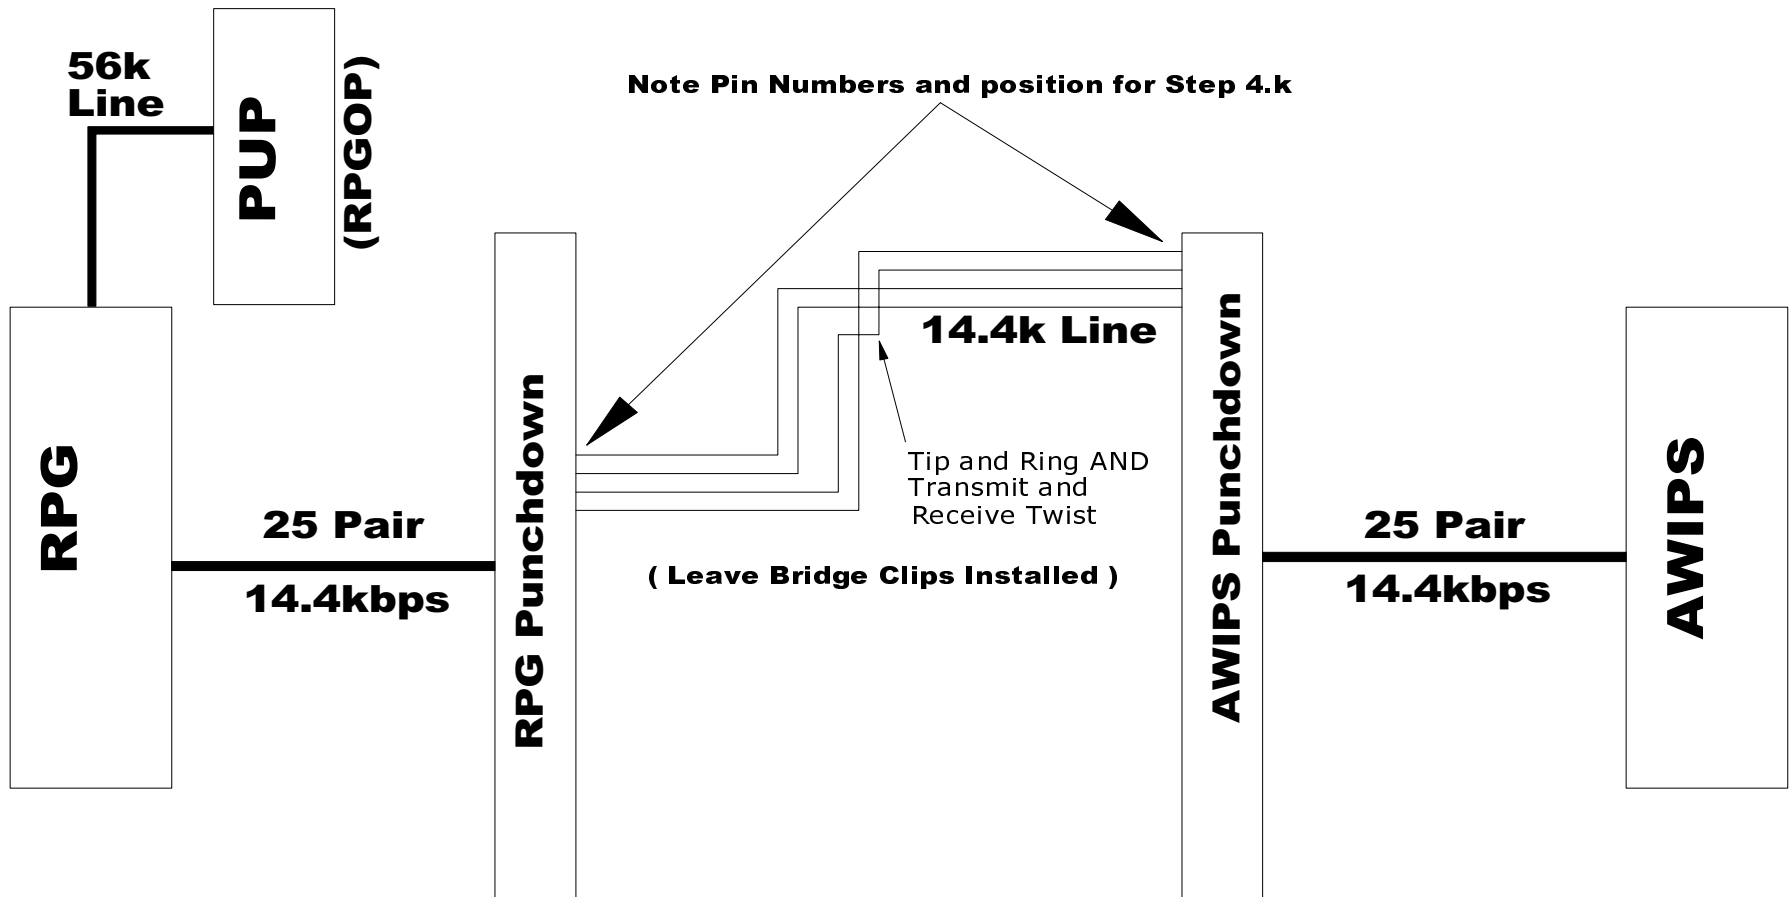 56k
Line
PUP
(RPGOP)
Note Pin Numbers and position for Step 4.k
14.4k Line
RPG
25 Pair
14.4kbps
RPG Punchdown
Tip and Ring AND
Transmit and
Receive Twist
( Leave Bridge Clips Installed )
AWIPS Punchdown
25 Pair
14.4kbps
AWIPS